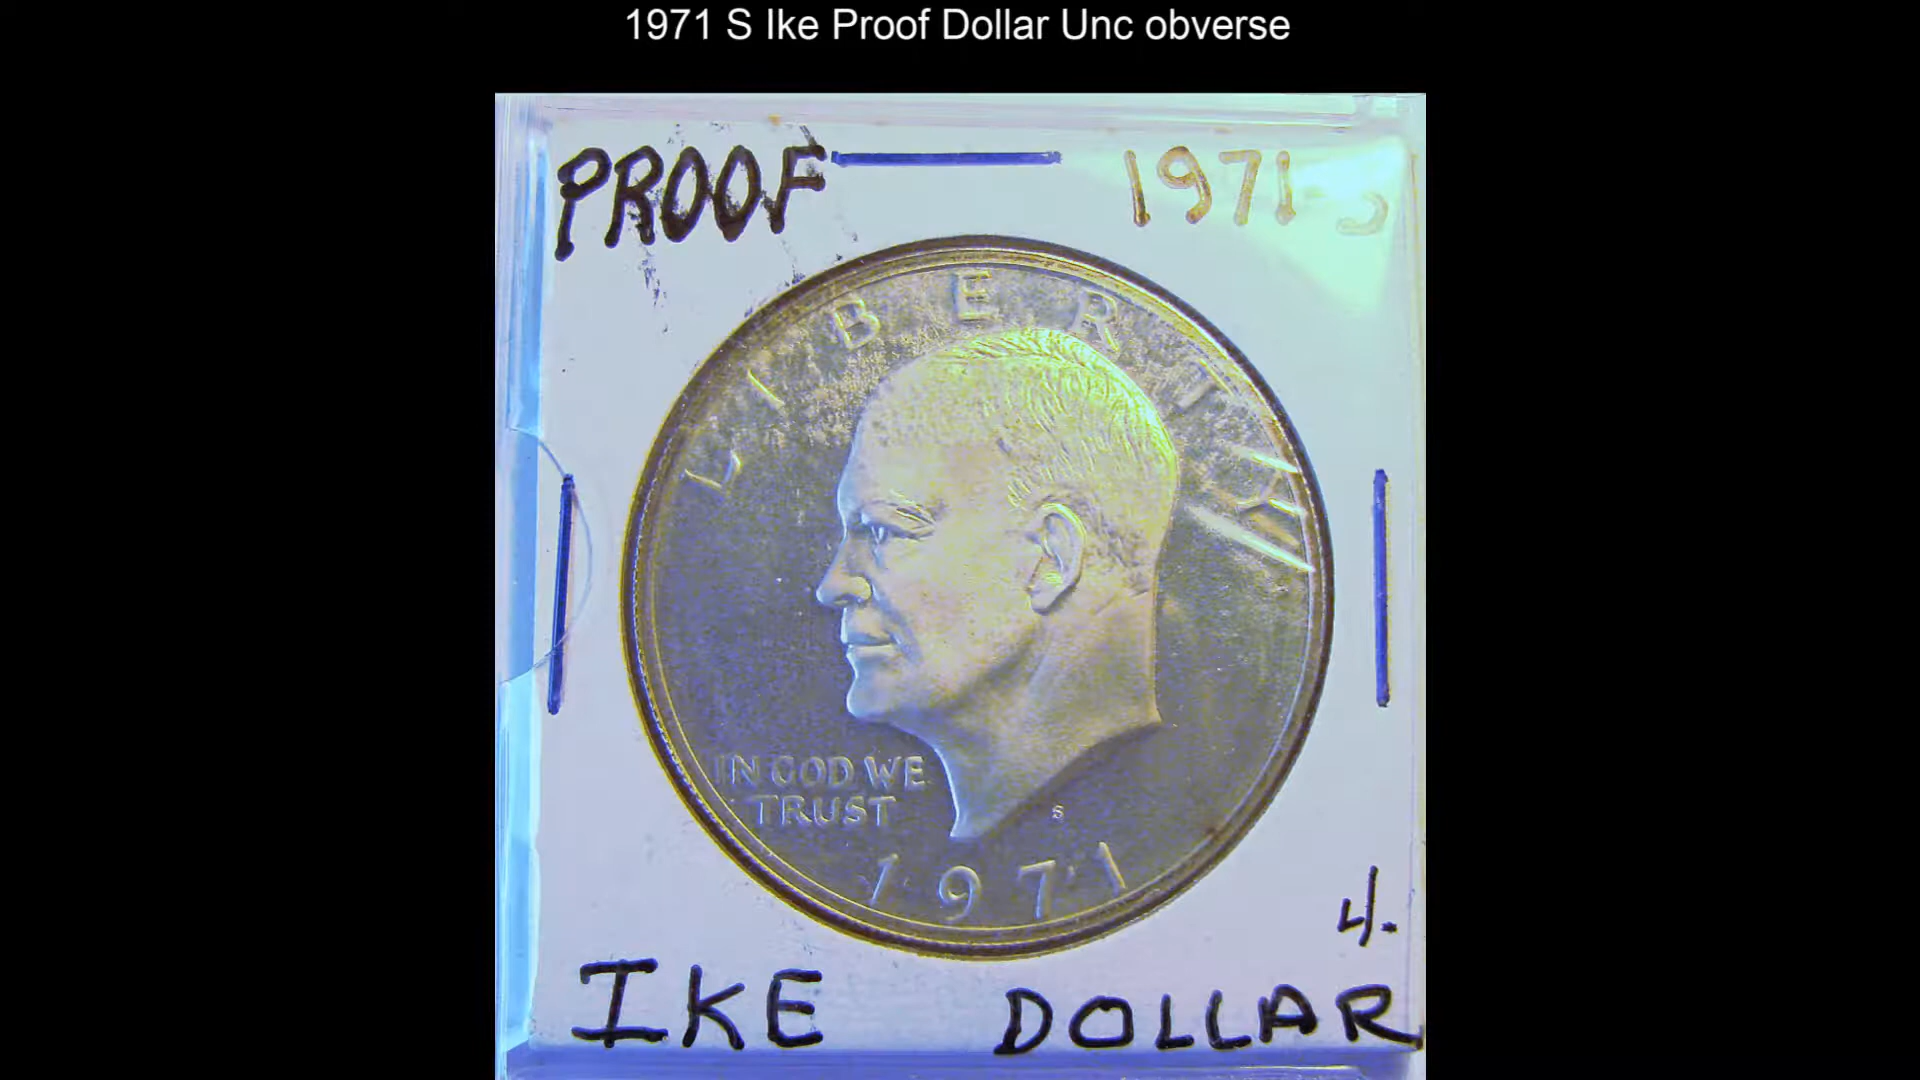 1971 S Ike Proof Dollar Unc obverse
PROOF 1971 S
LIBERTY
IN GOD WE
TRUST
S
1971
4.
IKE DOLLAR